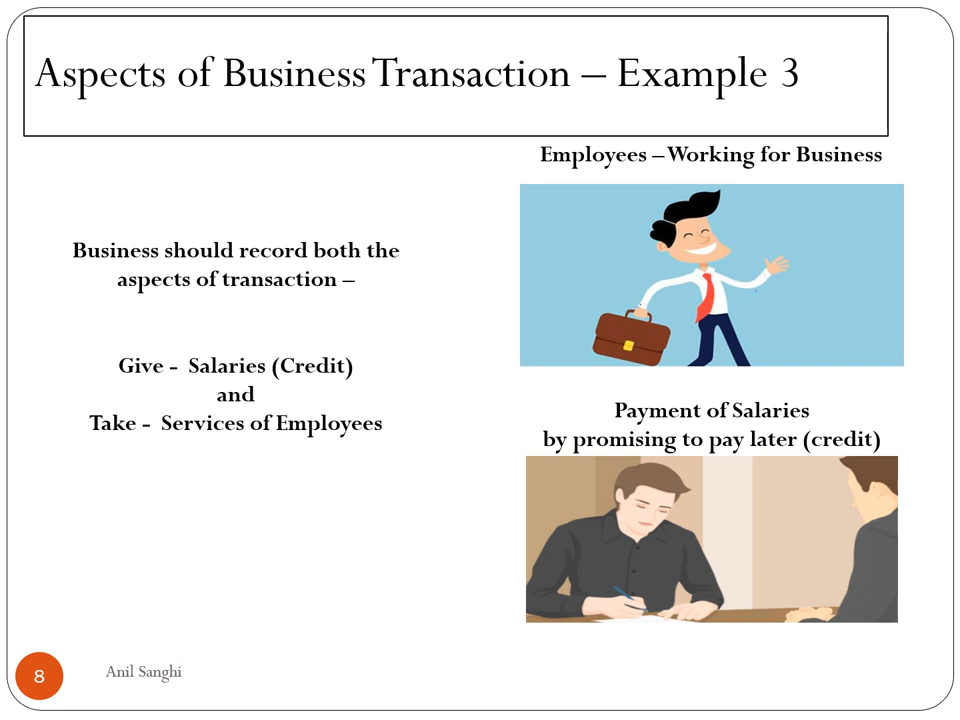 Aspects of Business Transaction – Example 3
Employees – Working for Business
Business should record both the
aspects of transaction –
Give - Salaries (Credit)
and
Take - Services of Employees
Payment of Salaries
by promising to pay later (credit)
8
Anil Sanghi